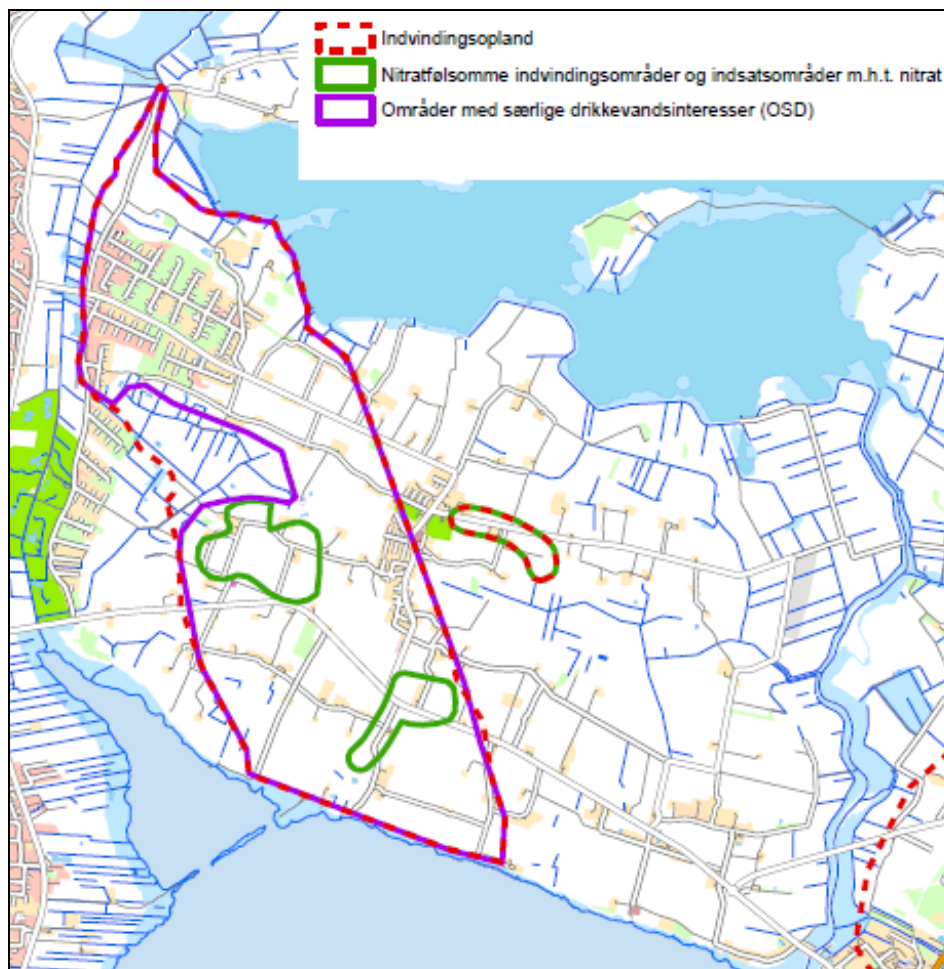 Indvindingsopland
Nitratfølsomme indvindingsområder og indsatsområder m.h.t. nitrat
Områder med særlige drikkevandsinteresser (OSD)